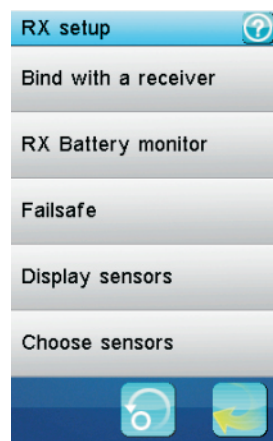 RX setup ?
Bind with a receiver
RX Battery monitor
Failsafe
Display sensors
Choose sensors